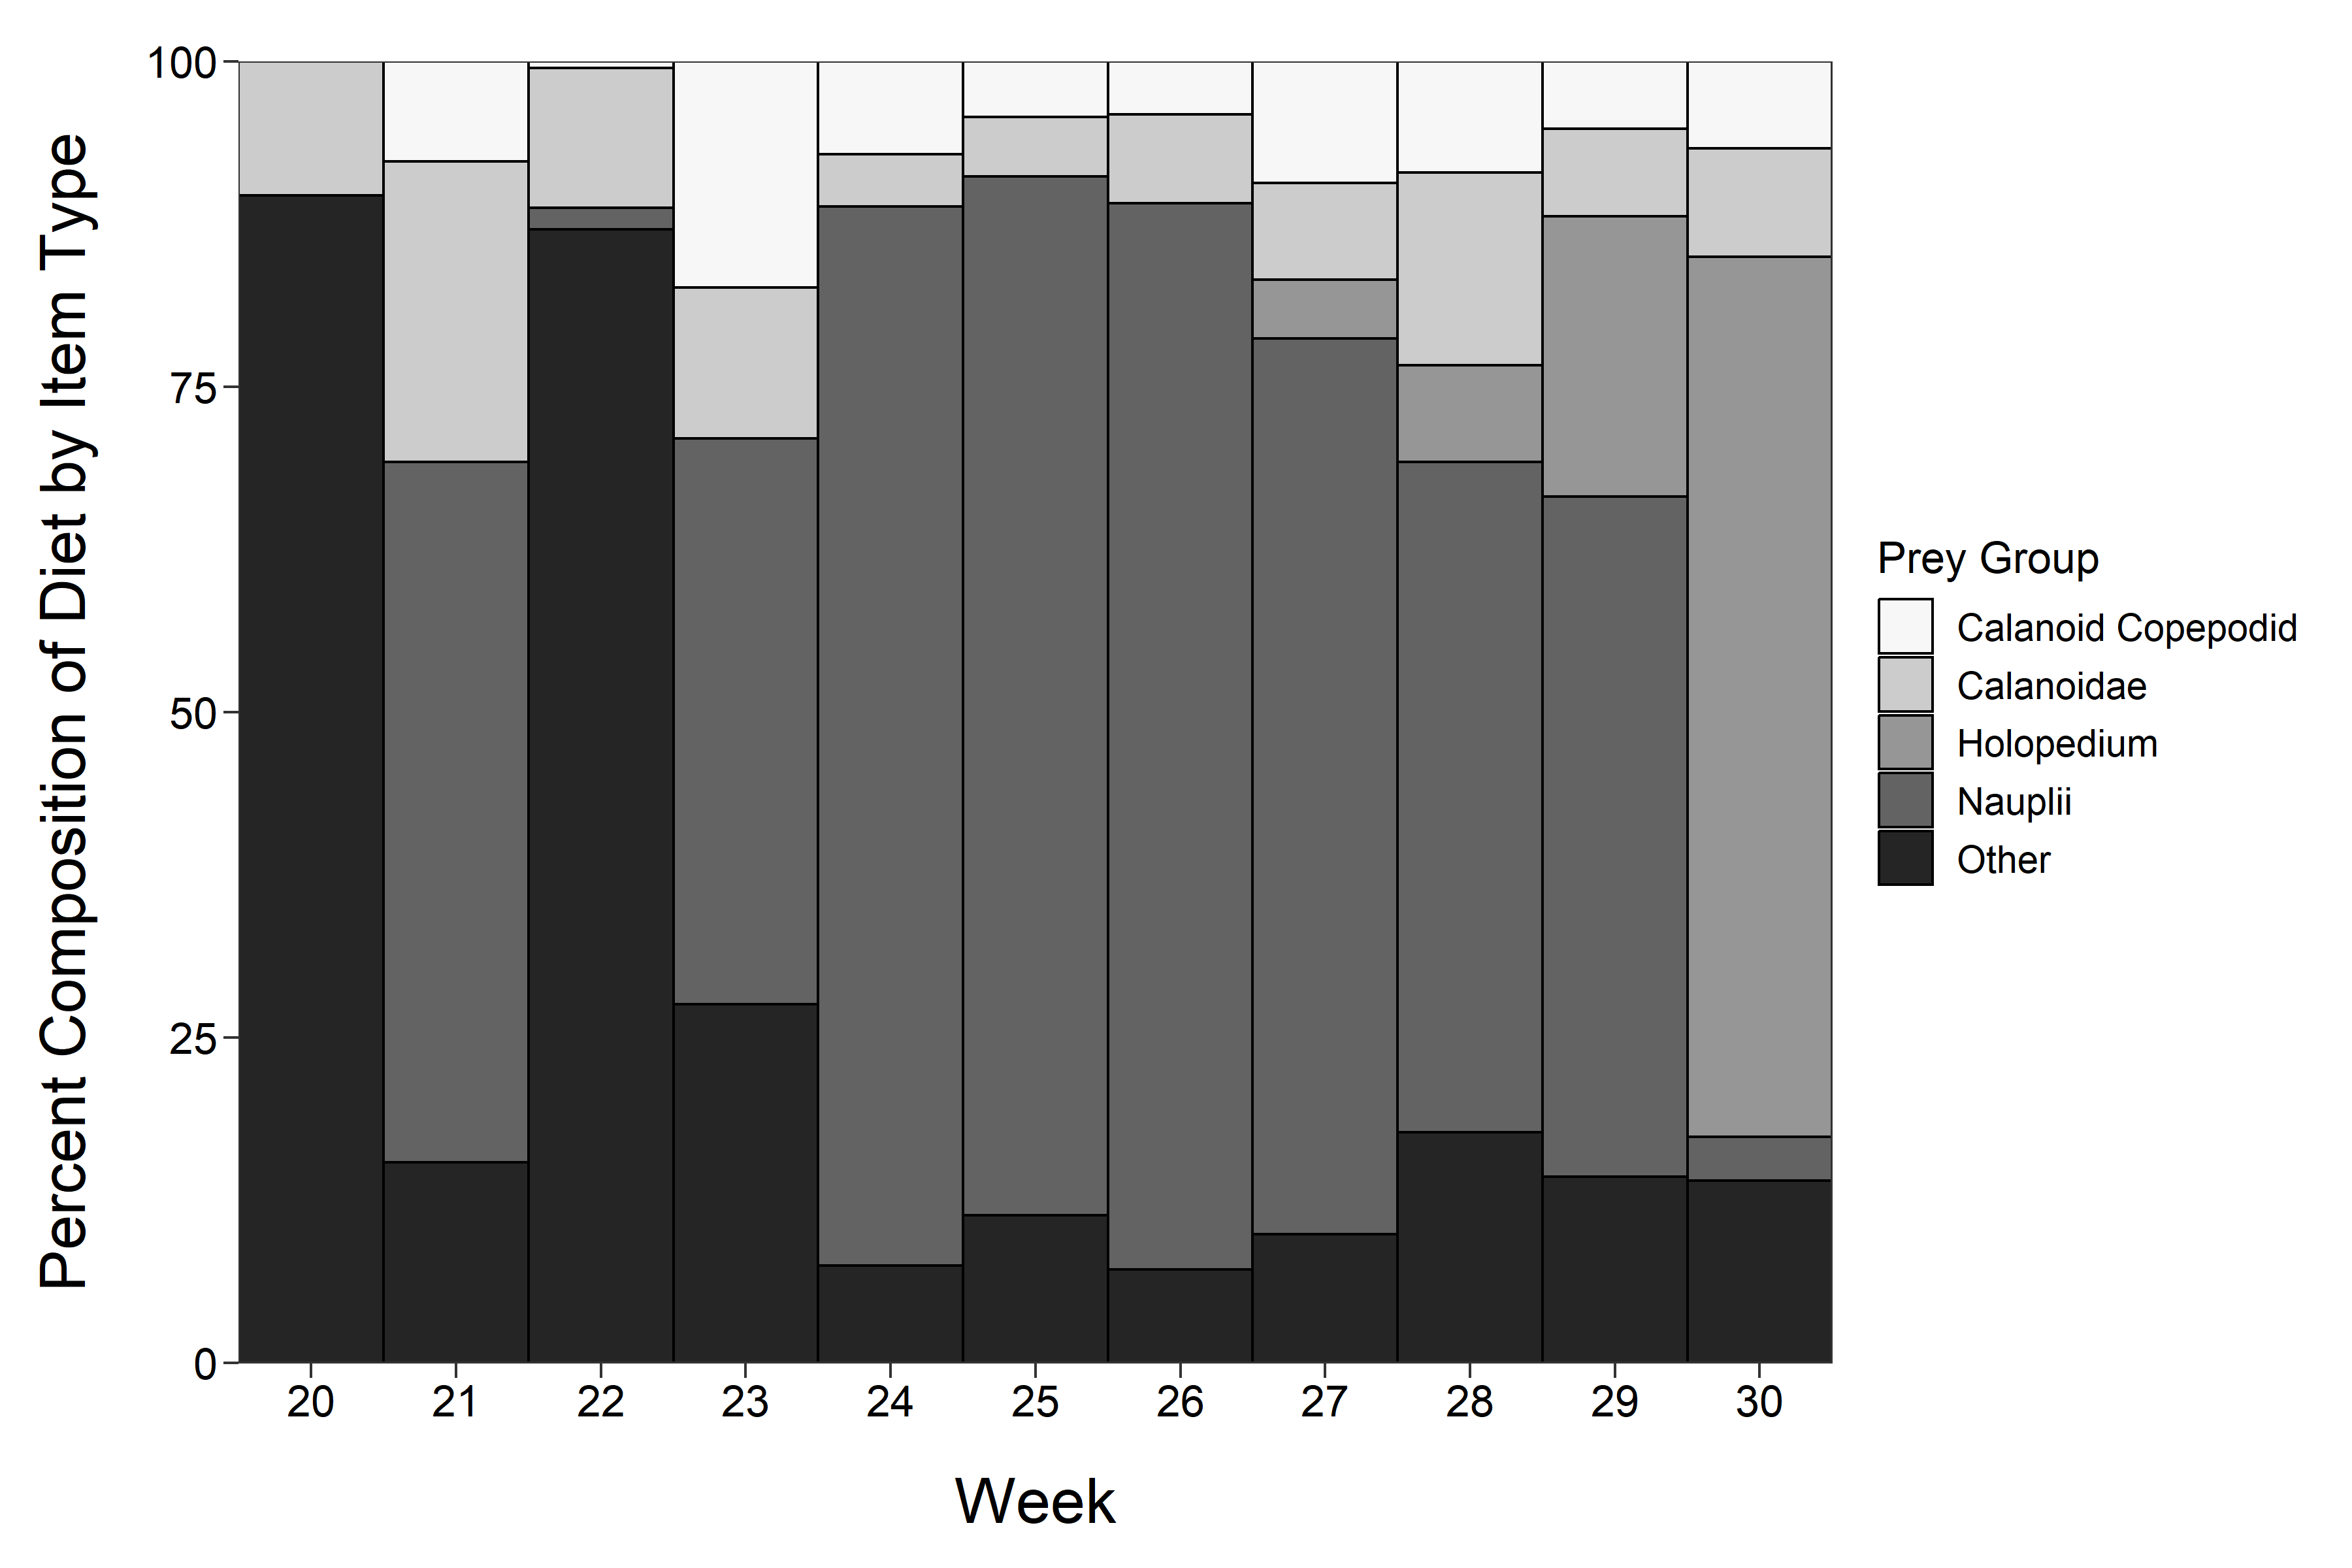 Percent Composition of Diet by Item Type
100
75
50
25
0
20 21 22 23 24 25 26 27 28 29 30
Week
Prey Group
Calanoid Copepodid
Calanoidae
Holopedium
Nauplii
Other